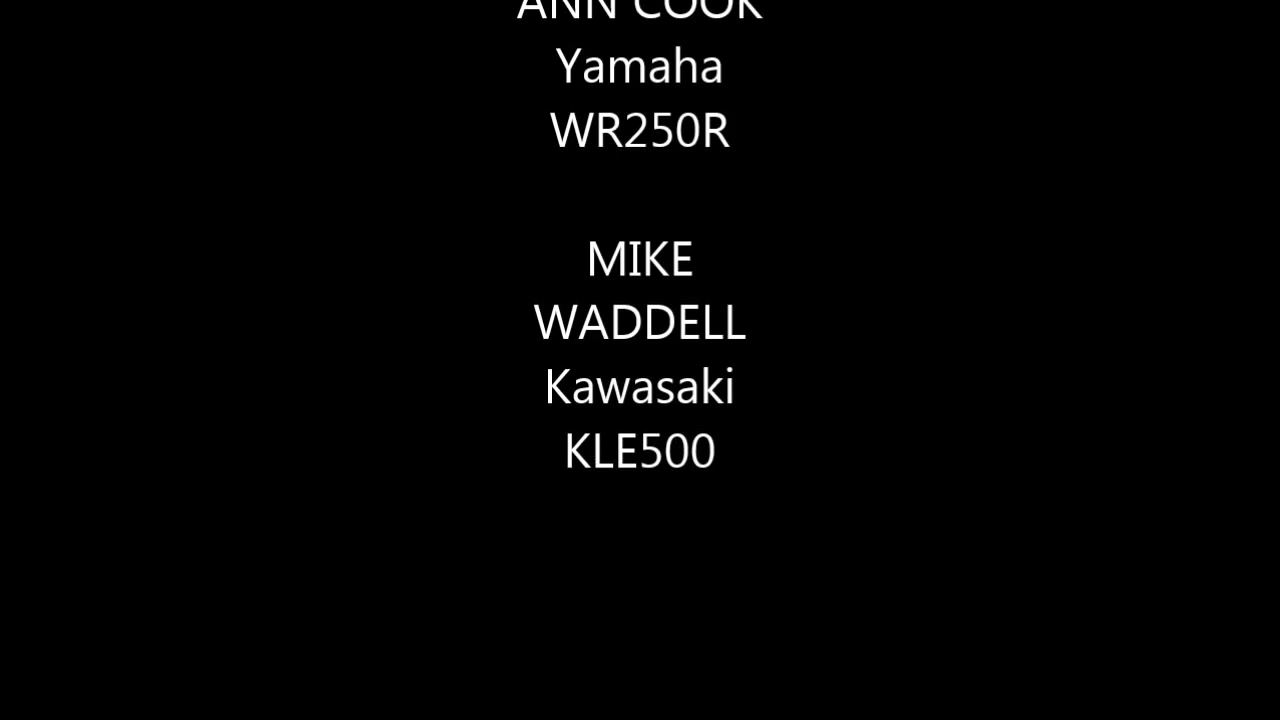 ANN COOK
Yamaha
WR250R
MIKE
WADDELL
Kawasaki
KLE500